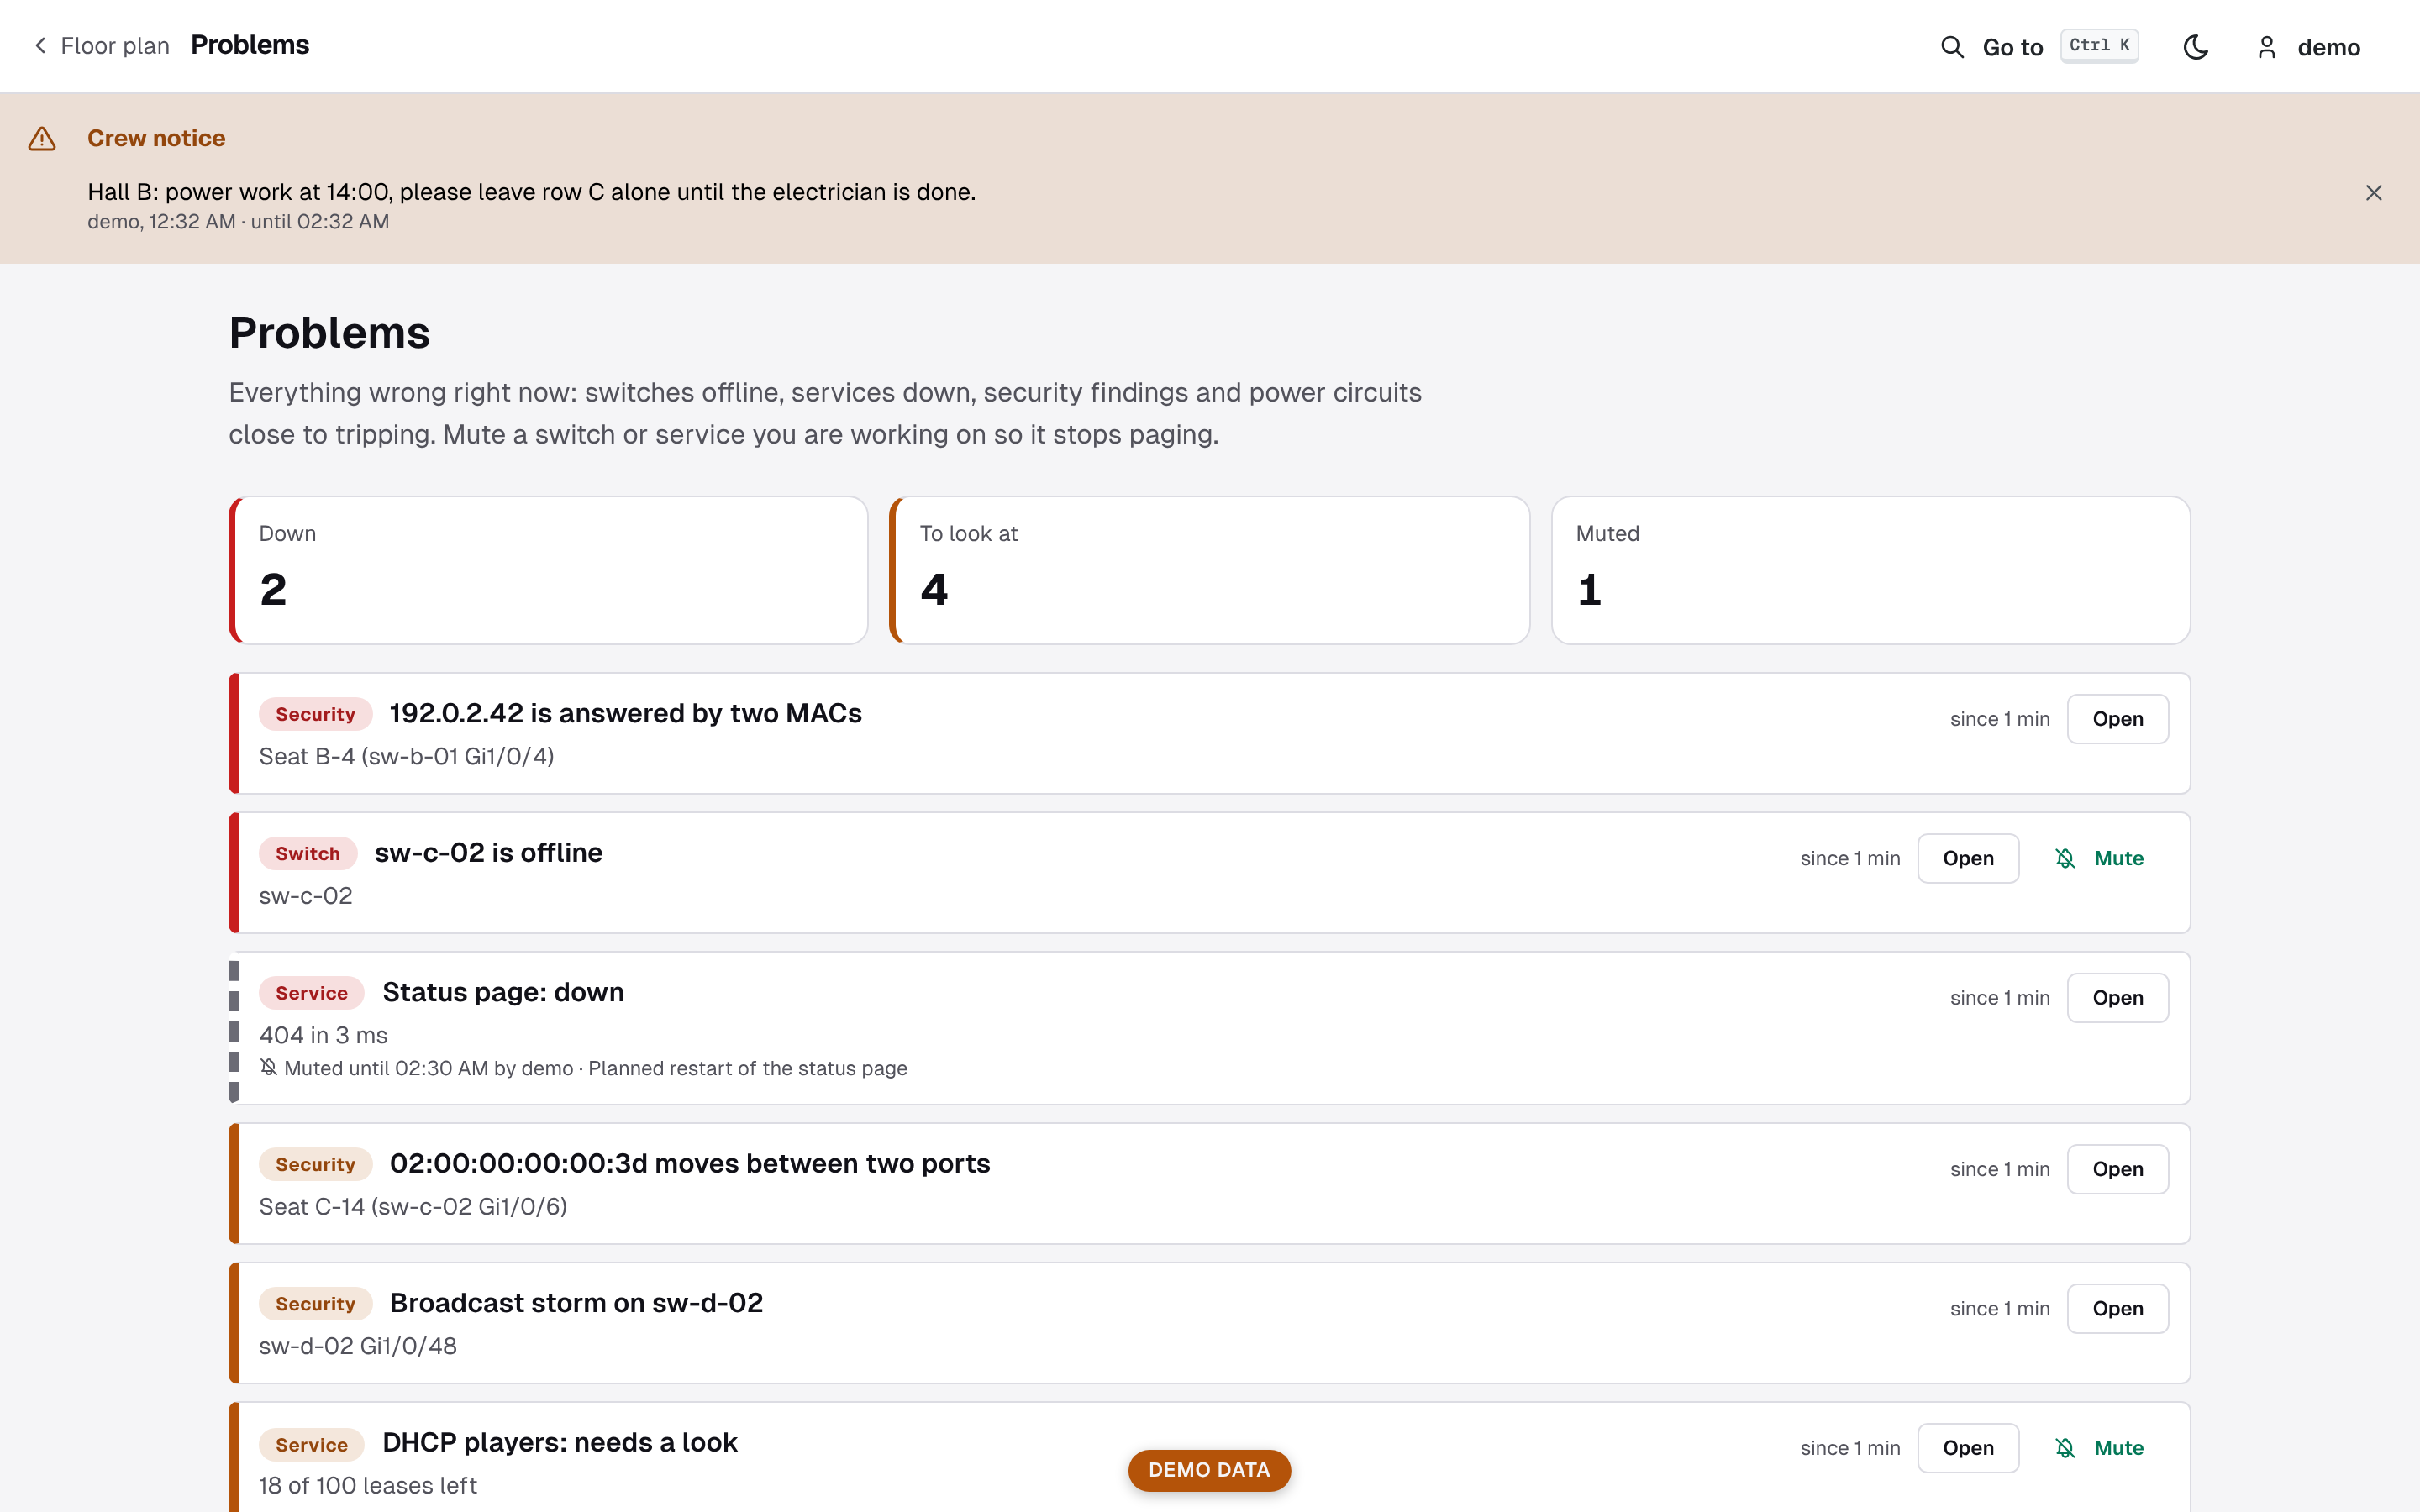 Floor plan Problems
Go to Ctrl K demo
Crew notice
Hall B: power work at 14:00, please leave row C alone until the electrician is done.
demo, 12:32 AM · until 02:32 AM
Problems
Everything wrong right now: switches offline, services down, security findings and power circuits
close to tripping. Mute a switch or service you are working on so it stops paging.
Down
2
To look at
4
Muted
1
Security 192.0.2.42 is answered by two MACs
since 1 min Open
Seat B-4 (sw-b-01 Gi1/0/4)
Switch sw-c-02 is offline
since 1 min Open Mute
sw-c-02
Service Status page: down
since 1 min Open
404 in 3 ms
Muted until 02:30 AM by demo · Planned restart of the status page
Security 02:00:00:00:00:3d moves between two ports
since 1 min Open
Seat C-14 (sw-c-02 Gi1/0/6)
Security Broadcast storm on sw-d-02
since 1 min Open
sw-d-02 Gi1/0/48
Service DHCP players: needs a look
since 1 min Open Mute
18 of 100 leases left
DEMO DATA